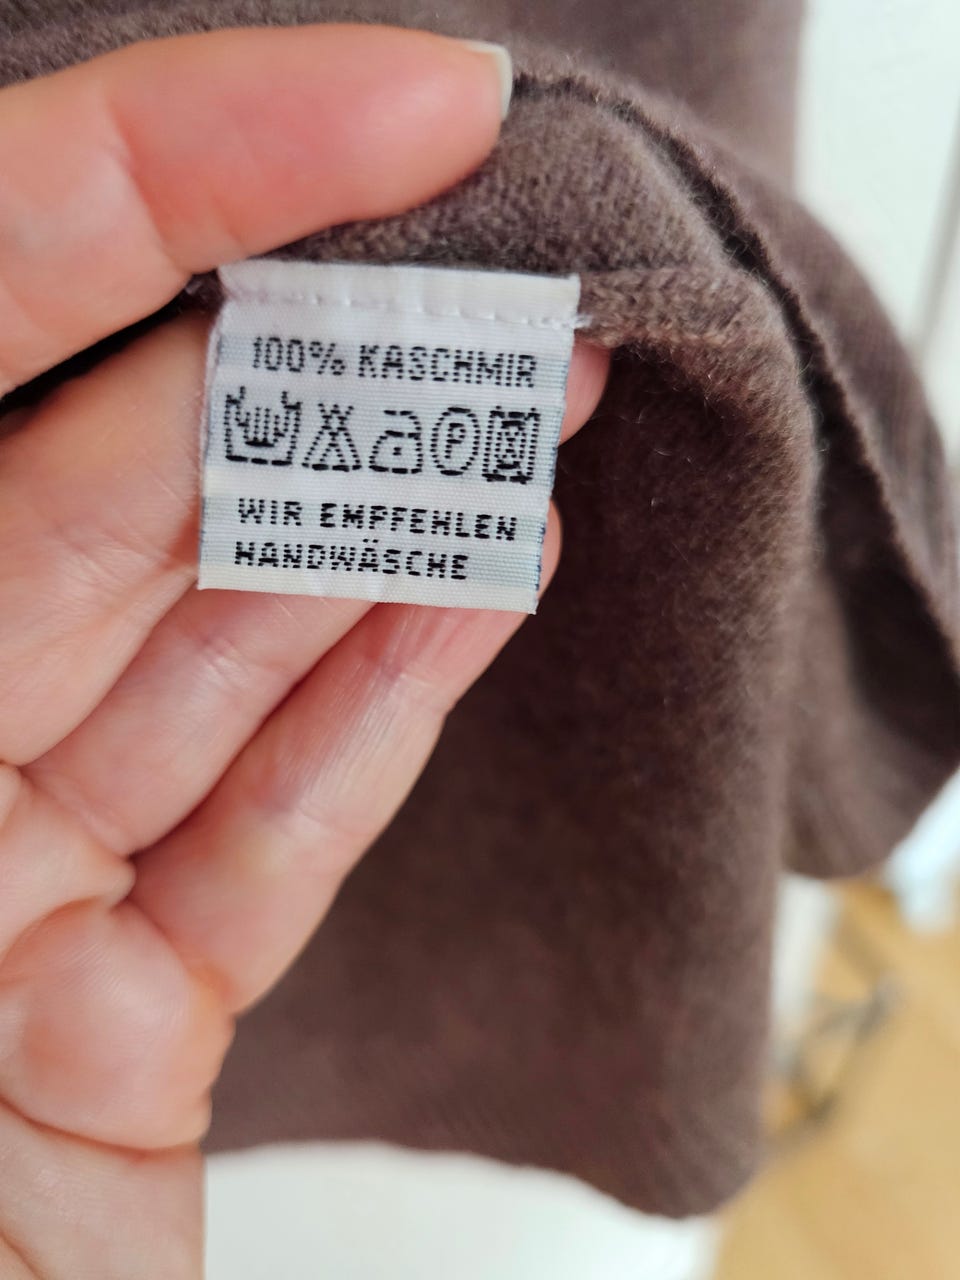 100% KASCHMIR
P
WIR EMPFEHLEN
HANDWÄSCHE